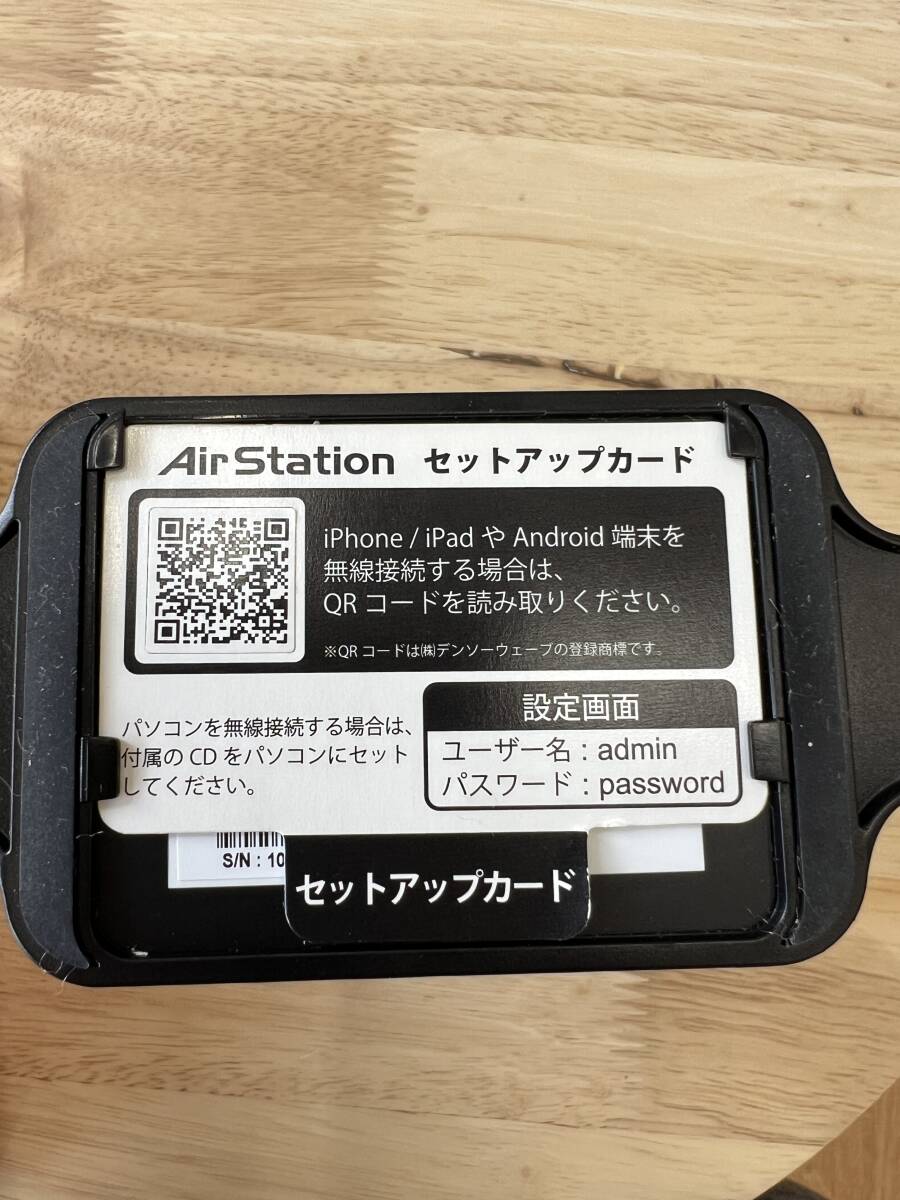 AirStation セットアップカード
iPhone / iPad や Android 端末を
無線接続する場合は、
QR コードを読み取りください。
※QR コードは㈱デンソーウェーブの登録商標です。
パソコンを無線接続する場合は、
付属の CD をパソコンにセット
してください。
設定画面
ユーザー名：admin
パスワード：password
S/N : 10
セットアップカード